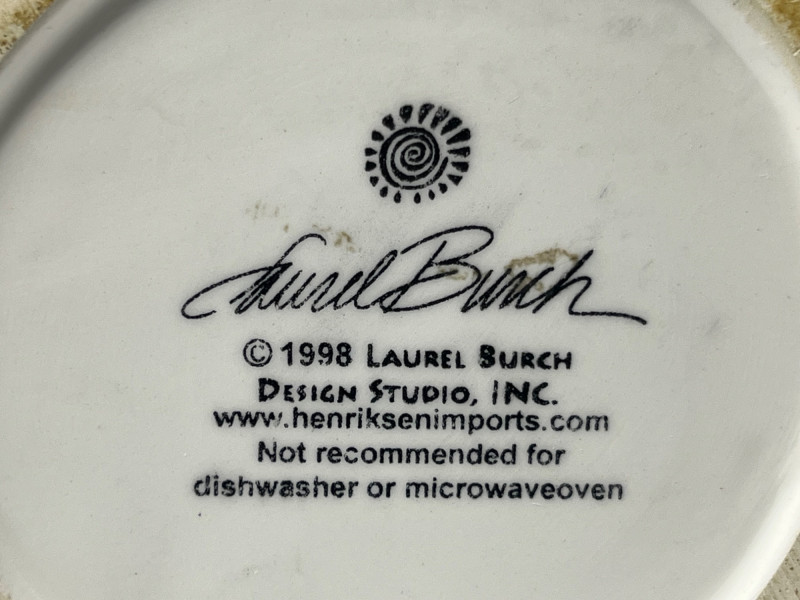 Laurel Burch
© 1998 LAUREL BURCH
DESIGN STUDIO, INC.
www.henriksenimports.com
Not recommended for
dishwasher or microwaveoven